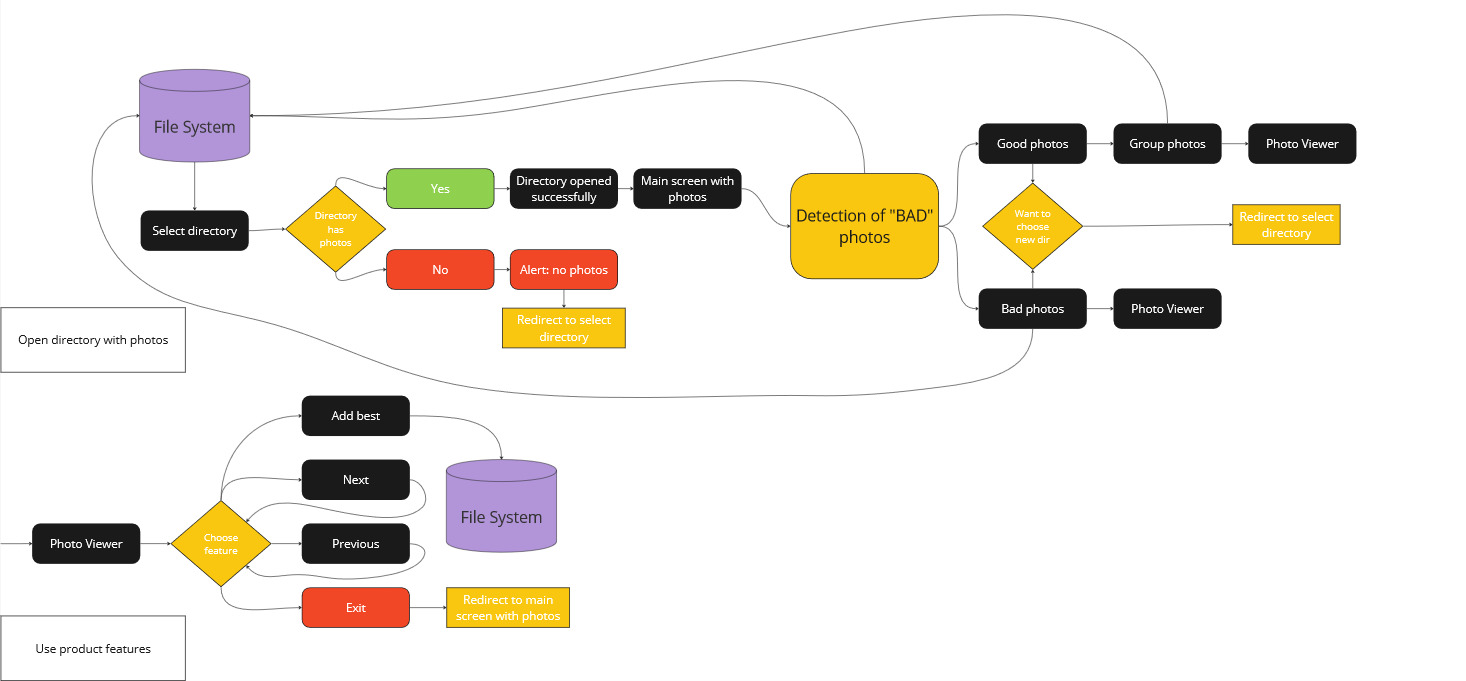 File System
Select directory
Directory
has
photos
Yes
Directory opened
successfully
Main screen with
photos
No
Alert: no photos
Redirect to select
directory
Detection of "BAD"
photos
Good photos
Group photos
Photo Viewer
Want to
choose
new dir
Redirect to select
directory
Bad photos
Photo Viewer
Open directory with photos
Add best
Next
File System
Photo Viewer
Choose
feature
Previous
Exit
Redirect to main
screen with photos
Use product features